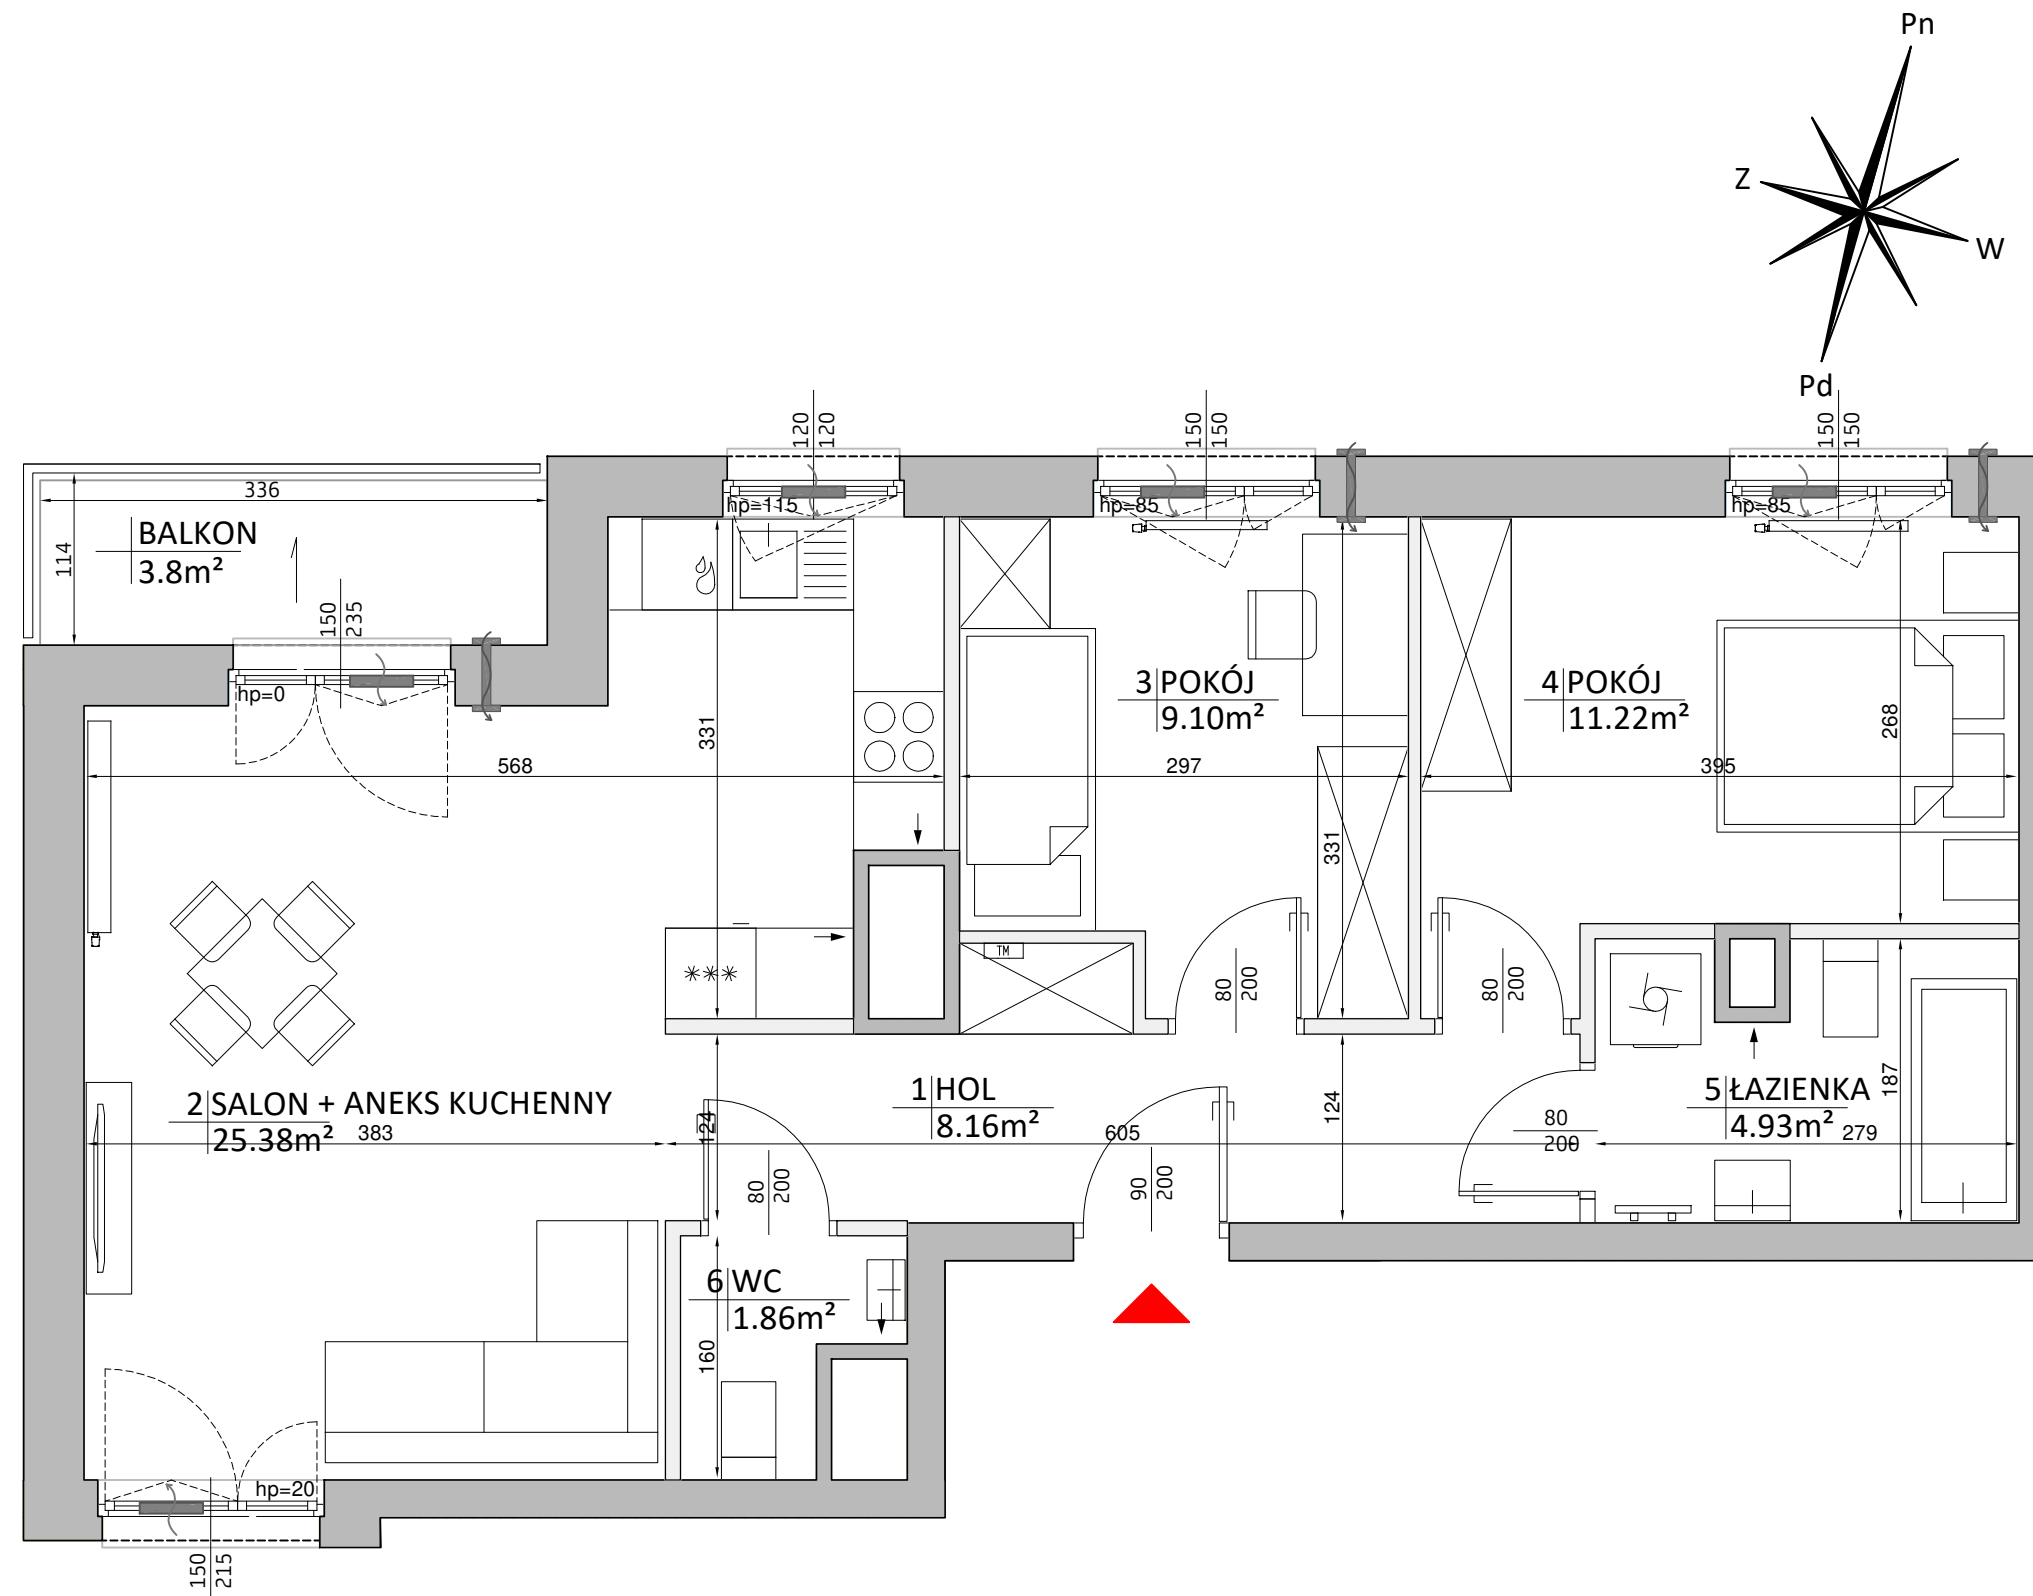 Pn
Z
W
Pd
120
120
150
150
150
150
336
BALKON
3.8m²
114
150
235
hp=0
hp=115
hp=85
hp=85
3 POKÓJ
9.10m²
4 POKÓJ
11.22m²
331
268
568
297
395
331
***
TM
80
200
80
200
2 SALON + ANEKS KUCHENNY
25.38m²
383
124
1 HOL
8.16m²
605
124
5 ŁAZIENKA
4.93m²
279
187
80
200
80
200
90
200
6 WC
1.86m²
160
hp=20
150
215